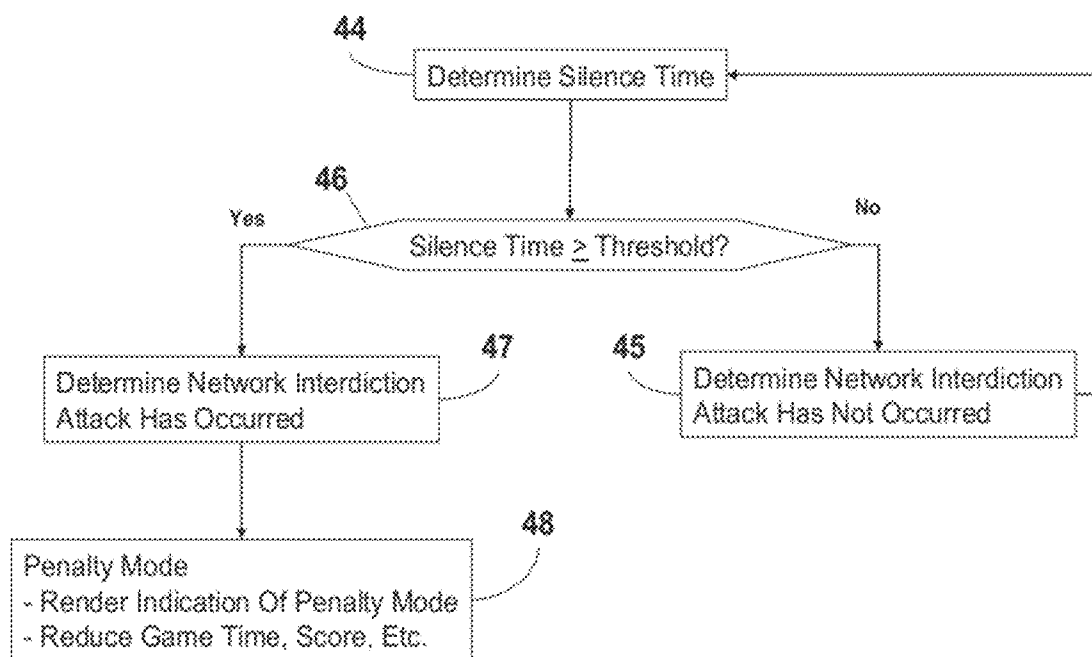 44
Determine Silence Time
46
Yes
No
Silence Time ≥ Threshold?
47
45
Determine Network Interdiction
Attack Has Occurred
Determine Network Interdiction
Attack Has Not Occurred
48
Penalty Mode
- Render Indication Of Penalty Mode
- Reduce Game Time, Score, Etc.